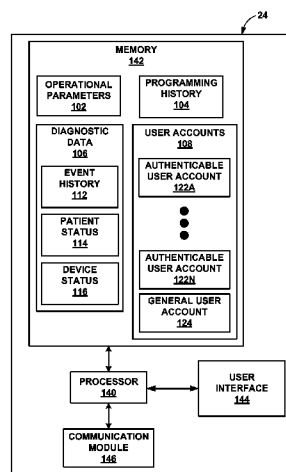 24
MEMORY
142
OPERATIONAL
PARAMETERS
102
PROGRAMMING
HISTORY
104
DIAGNOSTIC
DATA
106
EVENT
HISTORY
112
PATIENT
STATUS
114
DEVICE
STATUS
116
USER ACCOUNTS
108
AUTHENTICABLE
USER ACCOUNT
122A
AUTHENTICABLE
USER ACCOUNT
122N
GENERAL USER
ACCOUNT
124
PROCESSOR
140
USER
INTERFACE
144
COMMUNICATION
MODULE
146